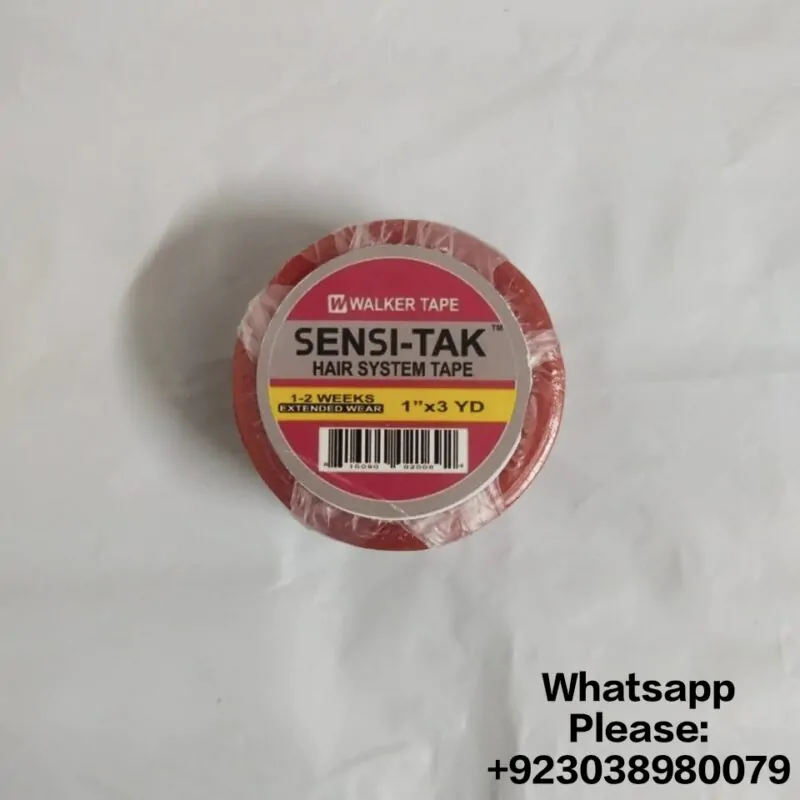 W WALKER TAPE
SENSI-TAK™
HAIR SYSTEM TAPE
1-2 WEEKS
EXTENDED WEAR
1”x3 YD
Whatsapp
Please:
+923038980079